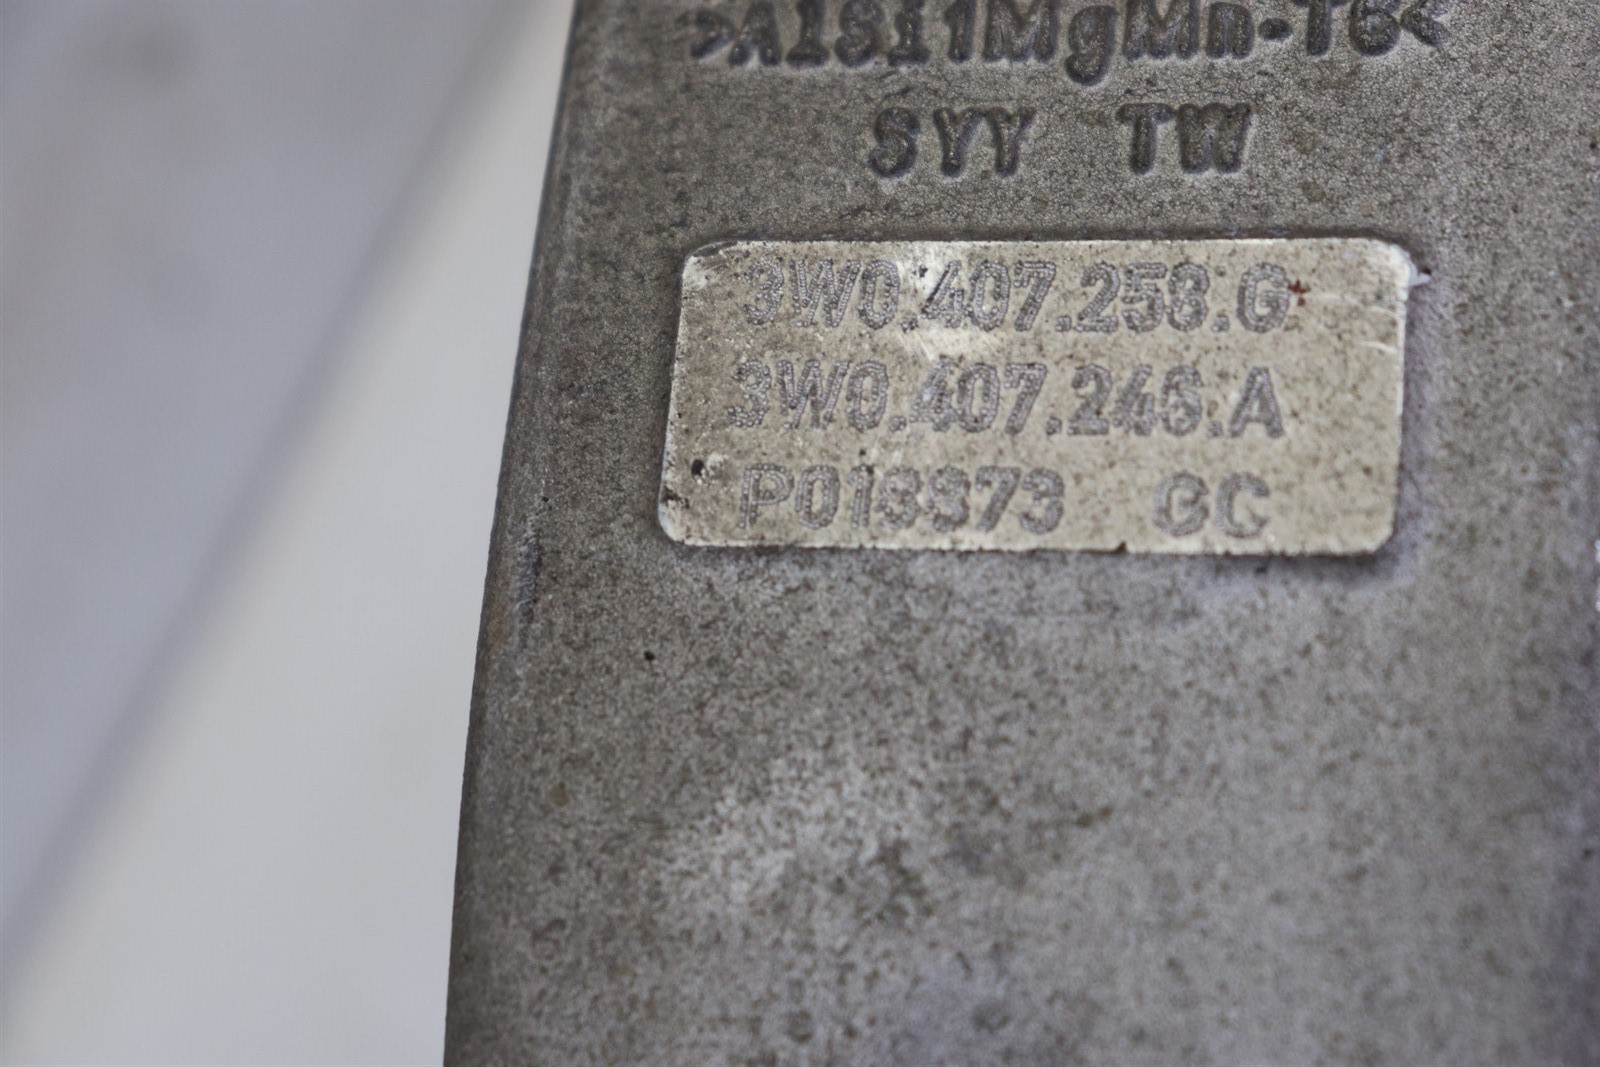 >AlSi1MgMn-T6<
SYY TW
3W0.407.258.G
3W0.407.246.A
P018873 GC